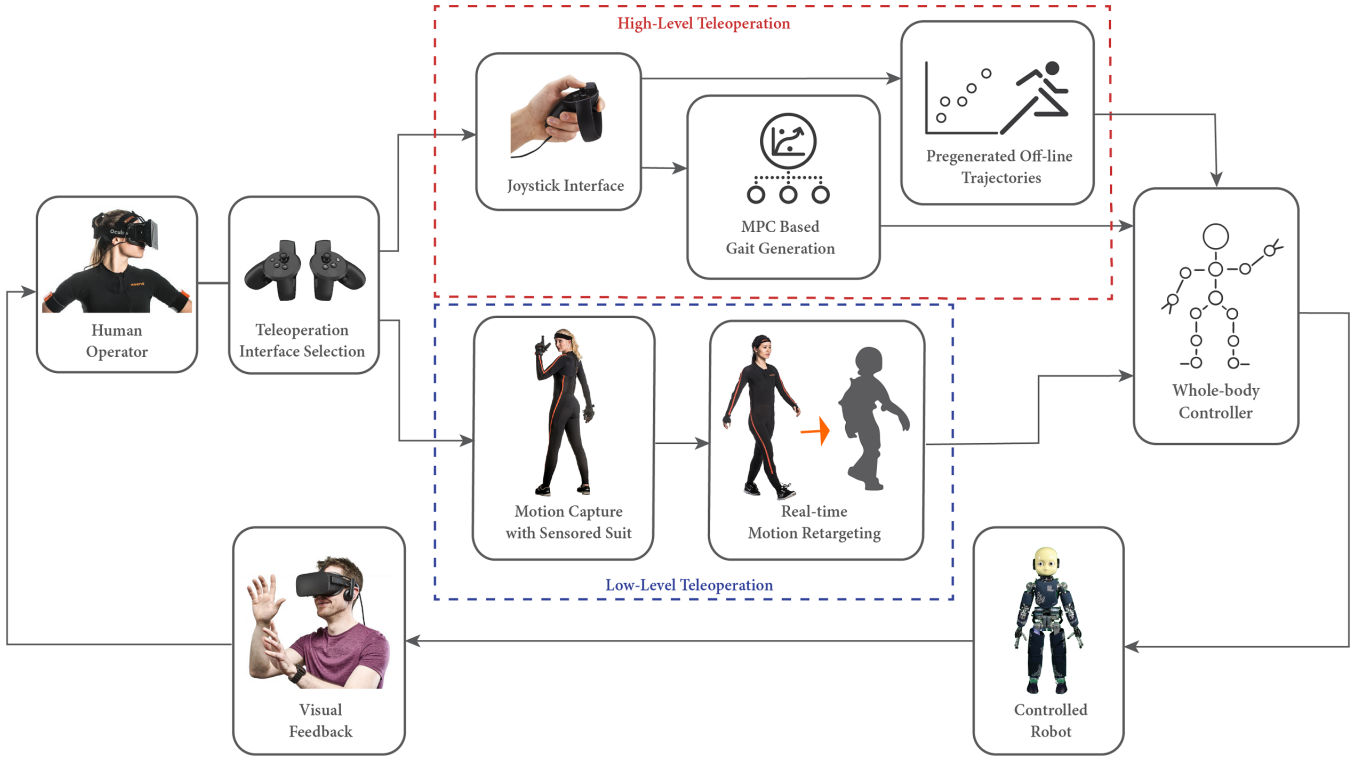 High-Level Teleoperation
Joystick Interface
MPC Based
Gait Generation
Pregenerated Off-line
Trajectories
Human
Operator
Teleoperation
Interface Selection
Motion Capture
with Sensored Suit
Real-time
Motion Retargeting
Low-Level Teleoperation
Whole-body
Controller
Visual
Feedback
Controlled
Robot